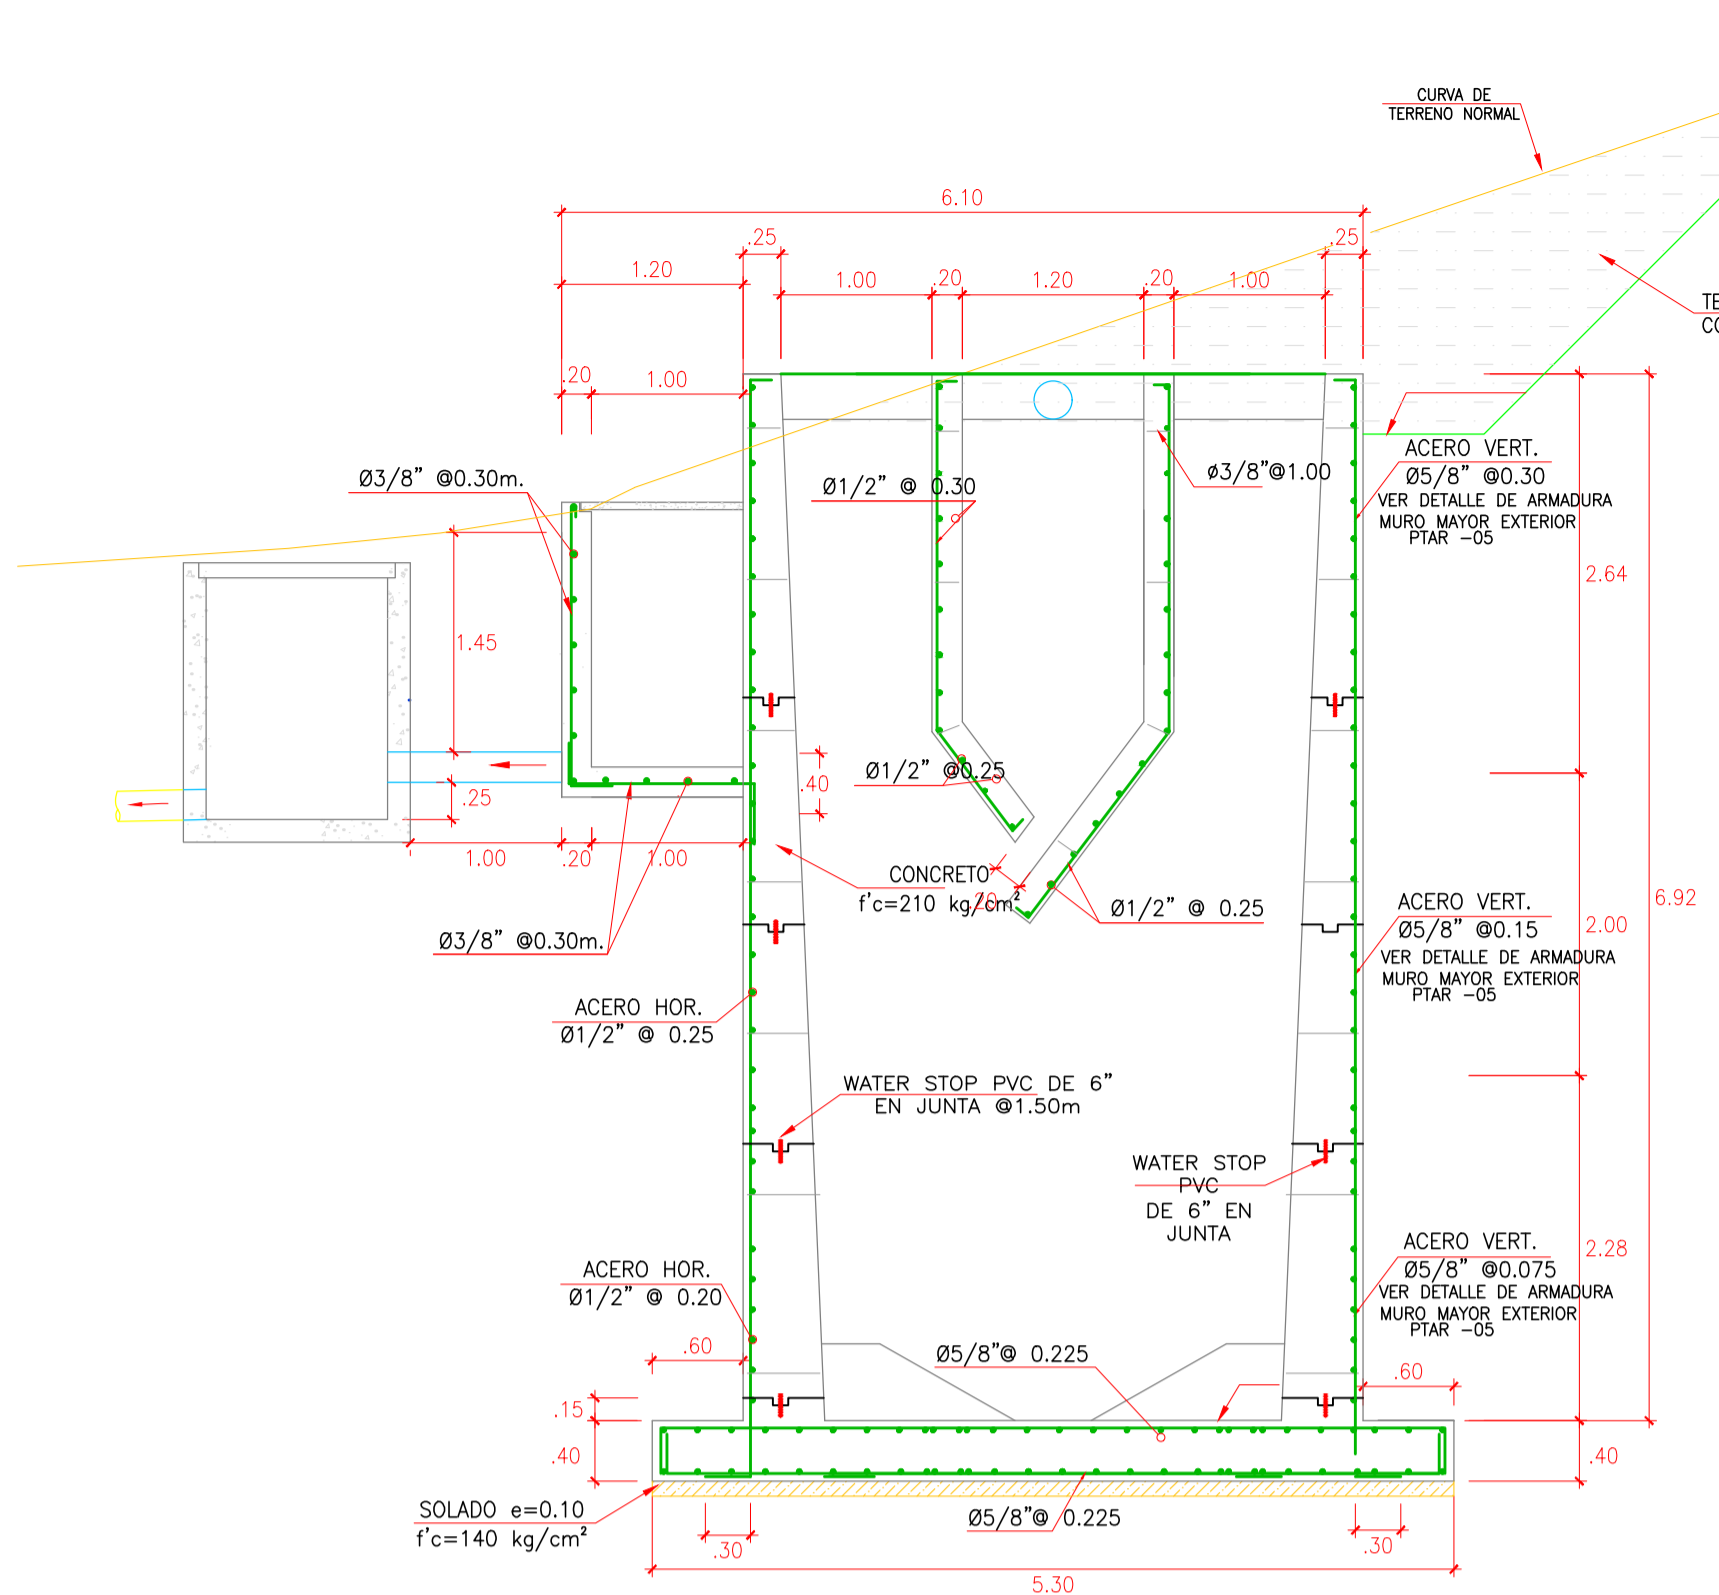 CURVA DE
TERRENO NORMAL
6.10
.25
.25
1.20
1.00
.20
1.20
.20
1.00
TE
CO
.20
1.00
Ø3/8" @0.30m.
Ø1/2" @ 0.30
Ø3/8"@1.00
ACERO VERT.
Ø5/8" @0.30
VER DETALLE DE ARMADURA
MURO MAYOR EXTERIOR
PTAR -05
2.64
1.45
.25
.40
Ø1/2" @0.25
1.00
.20
1.00
CONCRETO
f'c=210 kg/cm²
.20
Ø1/2" @ 0.25
ACERO VERT.
Ø5/8" @0.15
VER DETALLE DE ARMADURA
MURO MAYOR EXTERIOR
PTAR -05
2.00
6.92
Ø3/8" @0.30m.
ACERO HOR.
Ø1/2" @ 0.25
WATER STOP PVC DE 6"
EN JUNTA @1.50m
WATER STOP
PVC
DE 6" EN
JUNTA
ACERO VERT.
Ø5/8" @0.075
VER DETALLE DE ARMADURA
MURO MAYOR EXTERIOR
PTAR -05
2.28
ACERO HOR.
Ø1/2" @ 0.20
.60
Ø5/8"@ 0.225
.60
.15
.40
.40
SOLADO e=0.10
f'c=140 kg/cm²
Ø5/8"@ 0.225
.30
.30
5.30